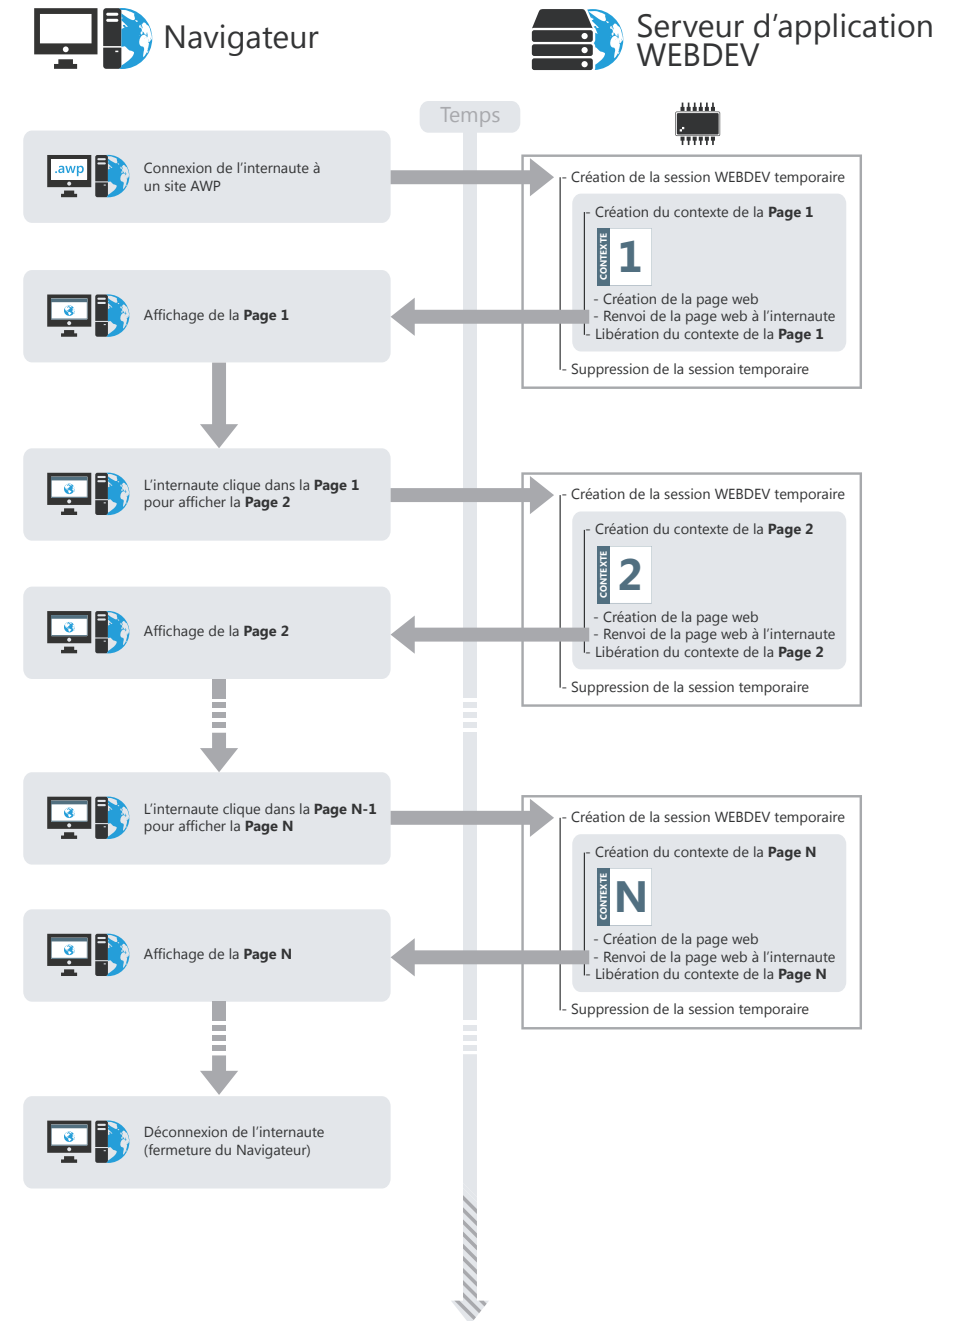 Navigateur
Serveur d'application
WEBDEV
Temps
.awp
Connexion de l'internaute à
un site AWP
- Création de la session WEBDEV temporaire
- Création du contexte de la Page 1
CONTEXTE
1
- Création de la page web
- Renvoi de la page web à l'internaute
- Libération du contexte de la Page 1
- Suppression de la session temporaire
Affichage de la Page 1
L'internaute clique dans la Page 1
pour afficher la Page 2
- Création de la session WEBDEV temporaire
- Création du contexte de la Page 2
CONTEXTE
2
- Création de la page web
- Renvoi de la page web à l'internaute
- Libération du contexte de la Page 2
- Suppression de la session temporaire
Affichage de la Page 2
L'internaute clique dans la Page N-1
pour afficher la Page N
- Création de la session WEBDEV temporaire
- Création du contexte de la Page N
CONTEXTE
N
- Création de la page web
- Renvoi de la page web à l'internaute
- Libération du contexte de la Page N
- Suppression de la session temporaire
Affichage de la Page N
Déconnexion de l'internaute
(fermeture du Navigateur)